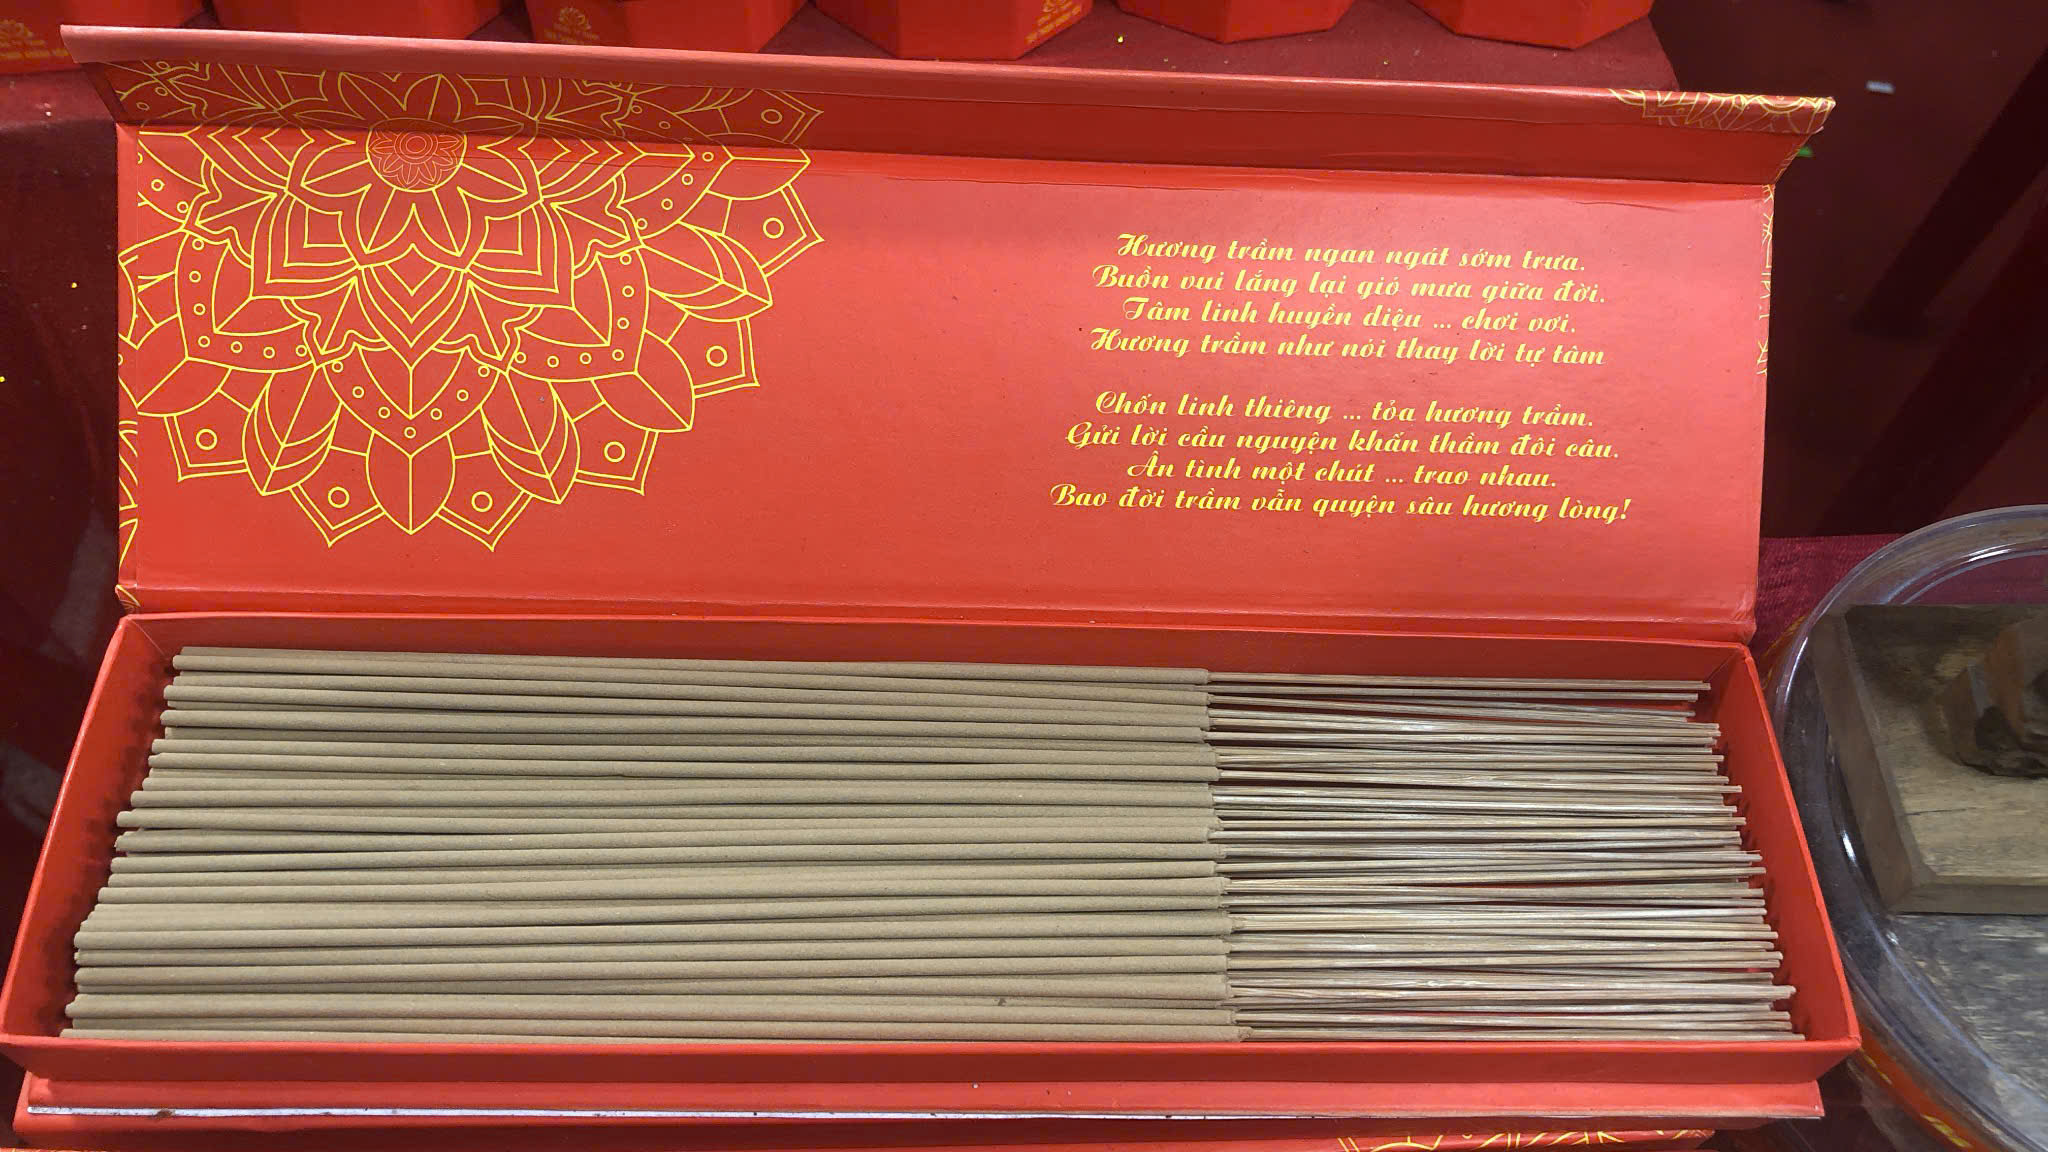 Hương trầm ngan ngát sớm trưa.
Buồn vui lắng lại gió mưa giữa đời.
Tâm linh huyền diệu ... chơi vơi.
Hương trầm như nói thay lời tự tâm
Chốn linh thiêng ... tỏa hương trầm.
Gửi lời cầu nguyện khấn thầm đôi câu.
Ân tình một chút ... trao nhau.
Bao đời trầm vẫn quyện sâu hương lòng!